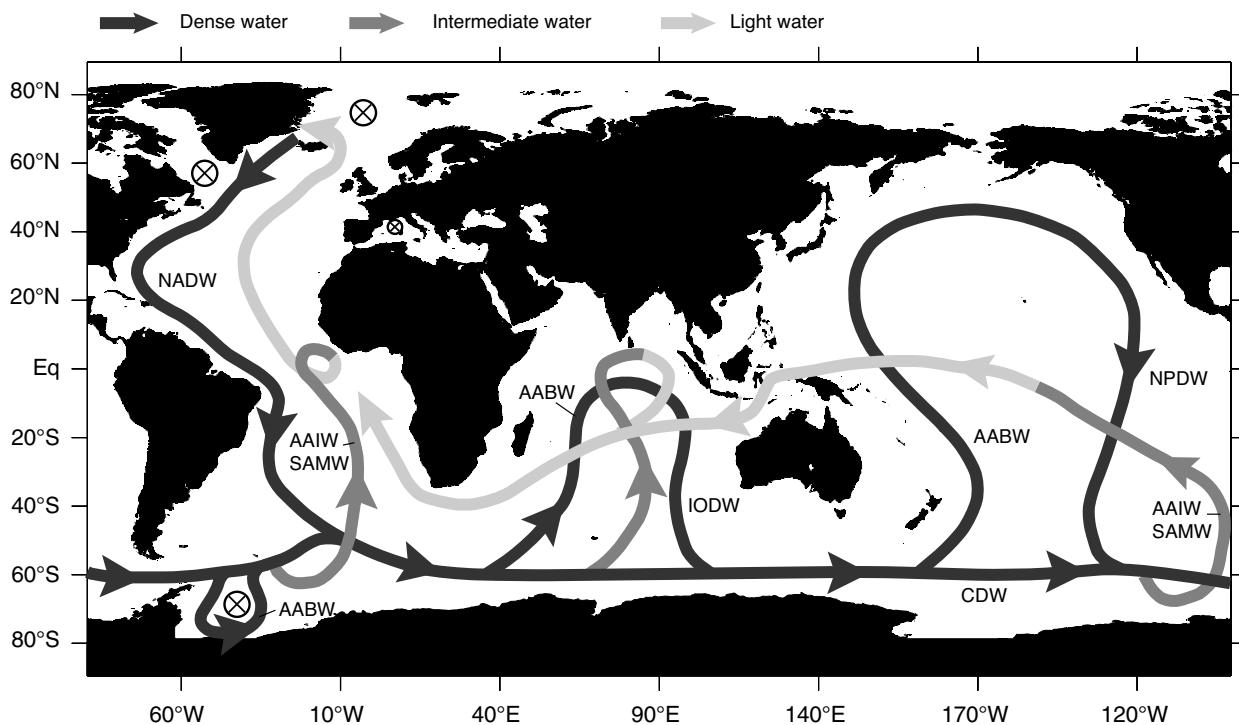 Dense water Intermediate water Light water
80°N
60°N
40°N
20°N
Eq
20°S
40°S
60°S
80°S
NADW
NPDW
AABW
AABW
AAIW
SAMW
IODW
AAIW
SAMW
CDW
AABW
60°W 10°W 40°E 90°E 140°E 170°W 120°W